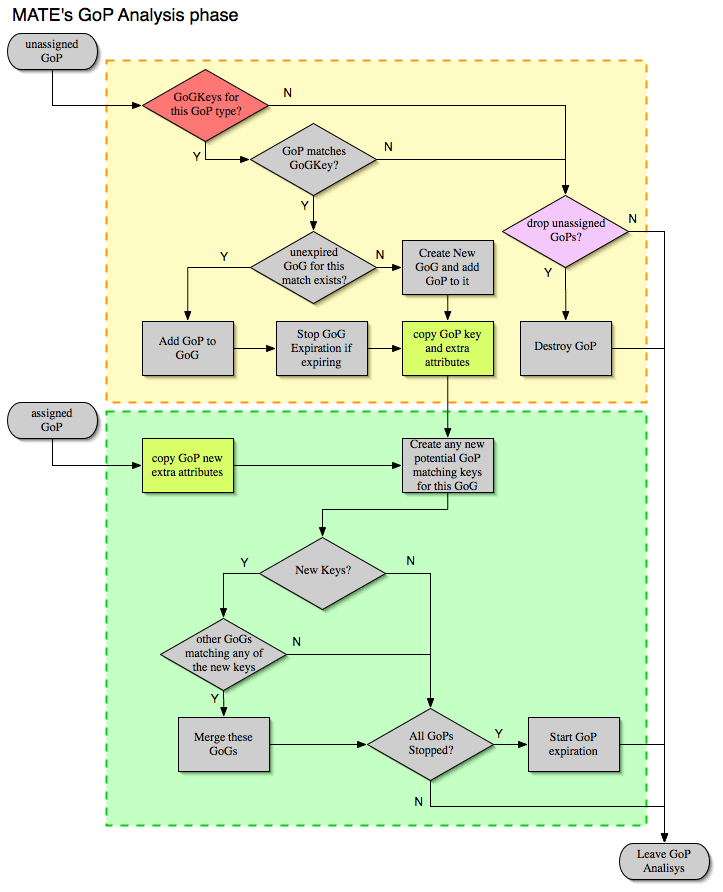 MATE's GoP Analysis phase
unassigned
GoP
GoGKeys for
this GoP type?
N
Y
GoP matches
GoGKey?
N
Y
drop unassigned
GoPs?
N
Y
unexpired
GoG for this
match exists?
Y
N
Create New
GoG and add
GoP to it
Add GoP to
GoG
Stop GoG
Expiration if
expiring
copy GoP key
and extra
attributes
Destroy GoP
assigned
GoP
copy GoP new
extra attributes
Create any new
potential GoP
matching keys
for this GoG
New Keys?
Y
N
other GoGs
matching any of
the new keys
N
Y
Merge these
GoGs
All GoPs
Stopped?
Y
N
Start GoP
expiration
Leave GoP
Analisys